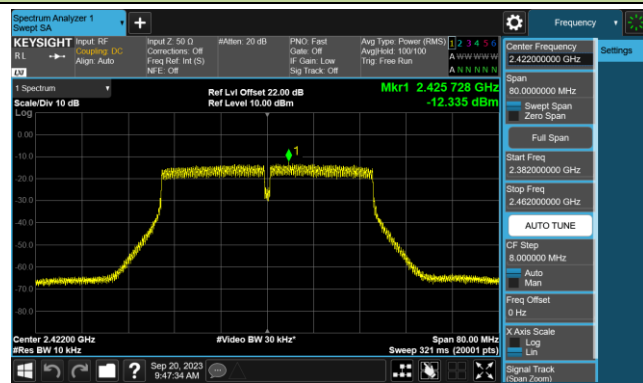 Spectrum Analyzer 1
Swept SA
Frequency
KEYSIGHT
RL
LXI
Input: RF
Coupling: DC
Align: Auto
Input Z: 50 Ω
Corrections: Off
Freq Ref: Int (S)
NFE: Off
#Atten: 20 dB
PNO: Fast
Gate: Off
IF Gain: Low
Sig Track: Off
Avg Type: Power (RMS)
Avg|Hold: 100/100
Trig: Free Run
1 2 3 4 5 6
A W W W W W
A N N N N N
Center Frequency
2.422000000 GHz
Settings
Span
80.0000000 MHz
Swept Span
Zero Span
Full Span
Start Freq
2.382000000 GHz
Stop Freq
2.462000000 GHz
AUTO TUNE
CF Step
8.000000 MHz
Auto
Man
Freq Offset
0 Hz
X Axis Scale
Log
Lin
Signal Track
(Span Zoom)
1 Spectrum
Scale/Div 10 dB
Log
Ref Lvl Offset 22.00 dB
Ref Level 10.00 dBm
Mkr1 2.425 728 GHz
-12.335 dBm
1
0.00
-10.0
-20.0
-30.0
-40.0
-50.0
-60.0
-70.0
-80.0
Center 2.42200 GHz
#Res BW 10 kHz
#Video BW 30 kHz*
Span 80.00 MHz
Sweep 321 ms (20001 pts)
?
Sep 20, 2023
9:47:34 AM